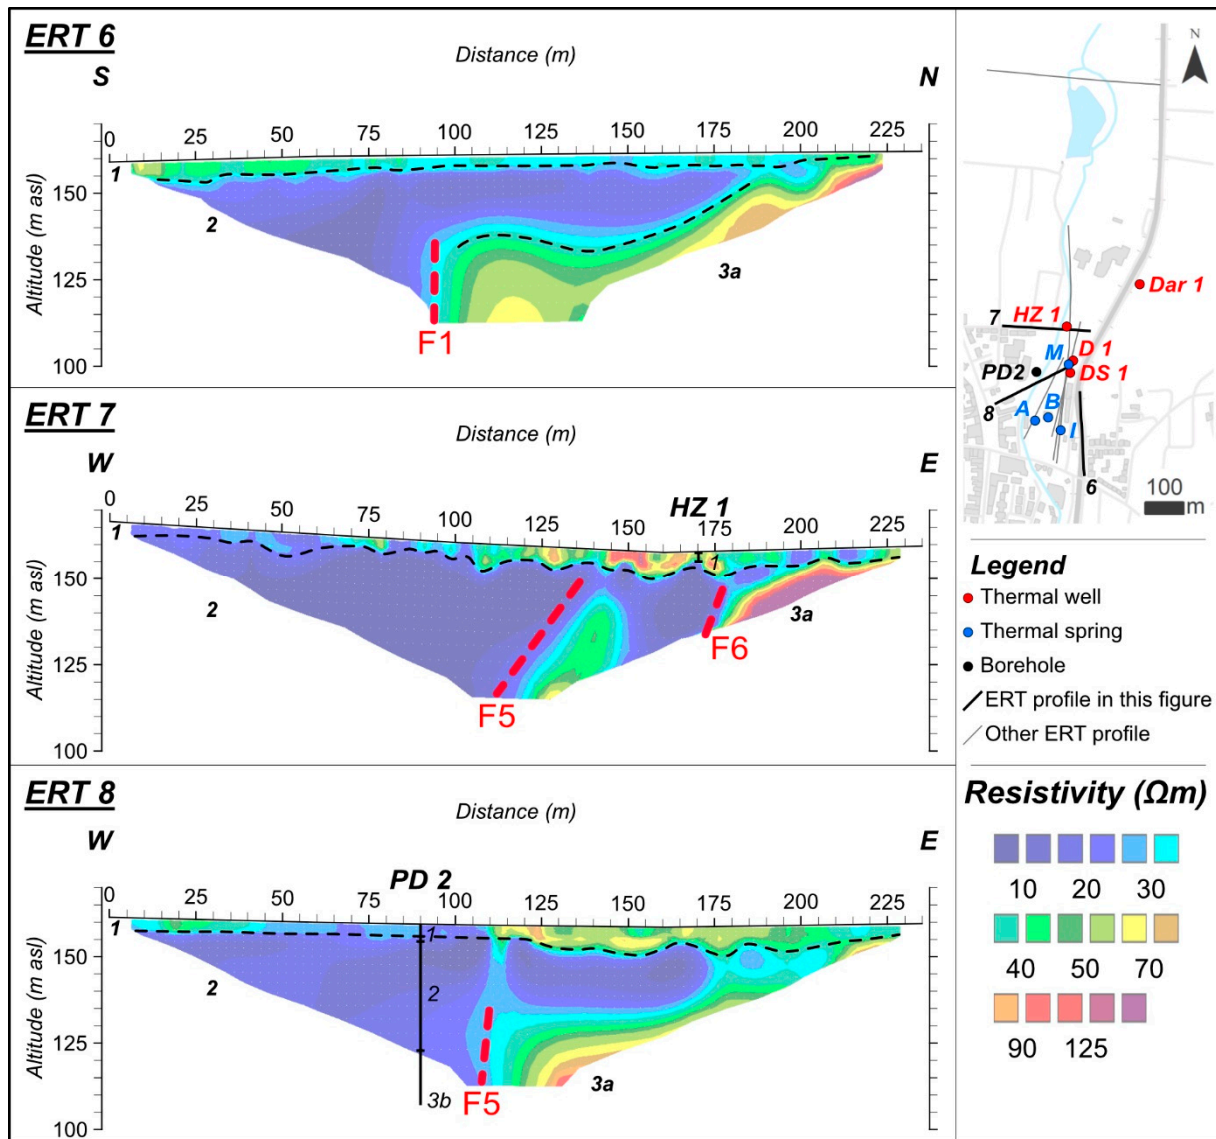 ERT 6
Distance (m)
S
N
0 25 50 75 100 125 150 175 200 225
Altitude (m asl)
150
125
100
1
2
3a
F1
ERT 7
Distance (m)
W
E
HZ 1
0 25 50 75 100 125 150 175 200 225
Altitude (m asl)
150
125
100
1
1
2
3a
F5
F6
ERT 8
Distance (m)
W
E
PD 2
0 25 50 75 100 125 150 175 200 225
Altitude (m asl)
150
125
100
1
1
2
2
3b
3a
F5
N
Dar 1
7
HZ 1
M
D 1
PD2
DS 1
8
A
B
I
6
100
m
Legend
Thermal well
Thermal spring
Borehole
ERT profile in this figure
Other ERT profile
Resistivity (Ωm)
10 20 30
40 50 70
90 125